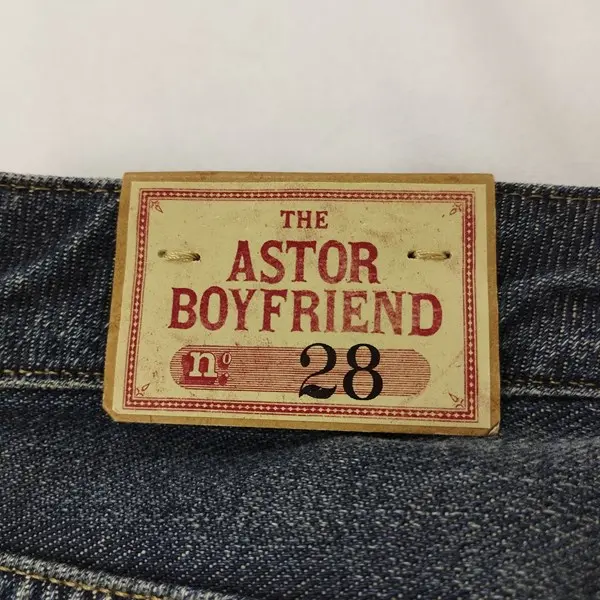 THE
ASTOR
BOYFRIEND
nº 28